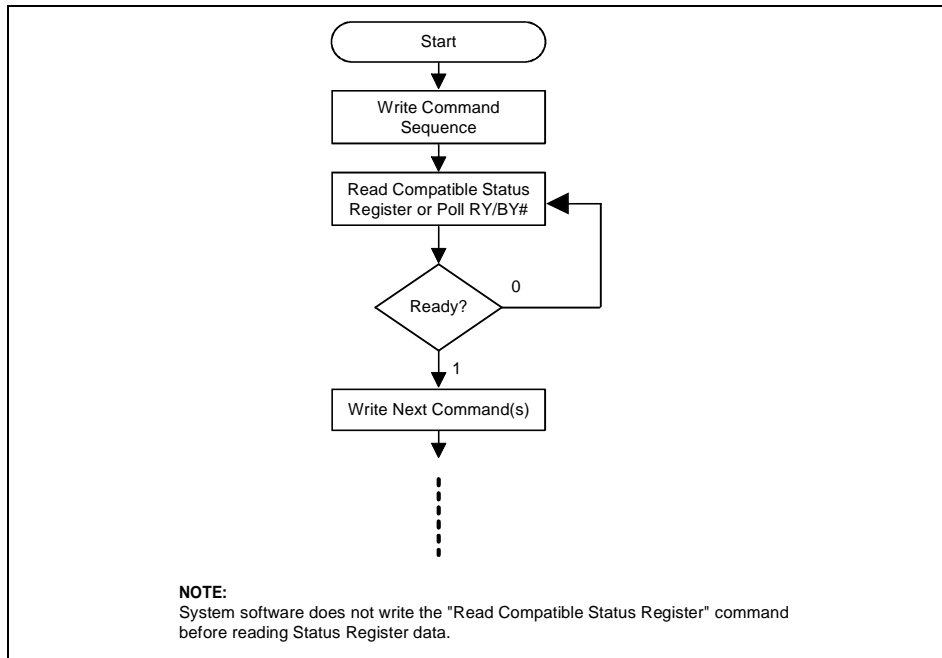 Start
Write Command
Sequence
Read Compatible Status
Register or Poll RY/BY#
0
Ready?
1
Write Next Command(s)
NOTE:
System software does not write the "Read Compatible Status Register" command
before reading Status Register data.